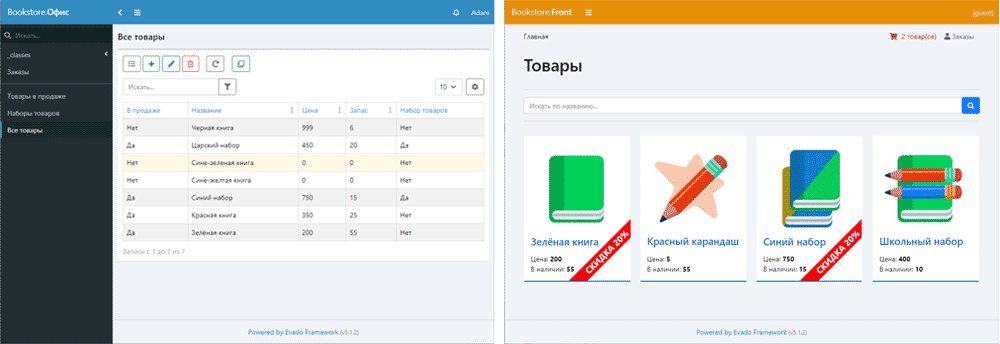 Bookstore.Офис
Adam
Искать...
_classes
Заказы
Товары в продаже
Наборы товаров
Все товары
Все товары
Искать...
10
В продаже Название Цена Запас Набор товаров
Нет Черная книга 999 6 Нет
Да Царский набор 450 20 Да
Нет Сине-зеленая книга 0 0 Нет
Нет Сине-желтая книга 0 0 Нет
Да Синий набор 750 15 Да
Да Красная книга 350 25 Нет
Да Зелёная книга 200 55 Нет
Записи с 1 до 7 из 7
Powered by Evado Framework (v5.1.2)
Bookstore.Front
[guest]
Главная
2 товар(ов)
Заказы
Товары
Искать по названию...
Зелёная книга
Цена: 200
В наличии: 55
СКИДКА 20%
Красный карандаш
Цена: 5
В наличии: 55
Синий набор
Цена: 750
В наличии: 15
СКИДКА 20%
Школьный набор
Цена: 400
В наличии: 10
Powered by Evado Framework (v5.1.2)